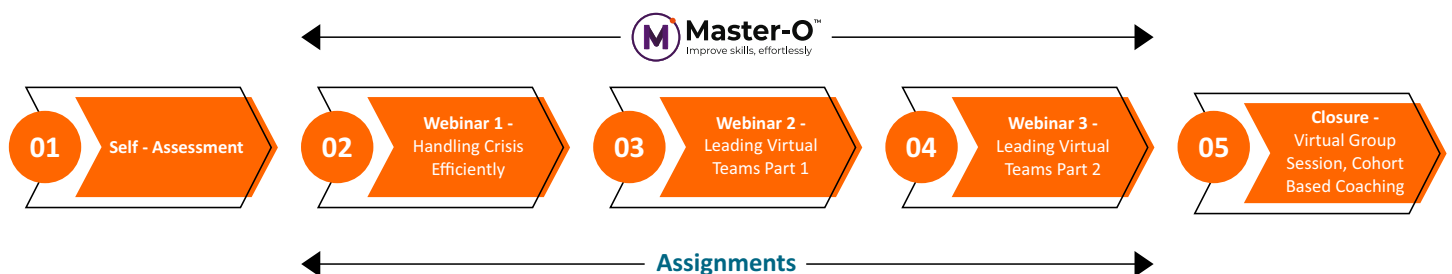 M Master-O™
Improve skills, effortlessly
01
Self - Assessment
02
Webinar 1 -
Handling Crisis
Efficiently
03
Webinar 2 -
Leading Virtual
Teams Part 1
04
Webinar 3 -
Leading Virtual
Teams Part 2
05
Closure -
Virtual Group
Session, Cohort
Based Coaching
Assignments